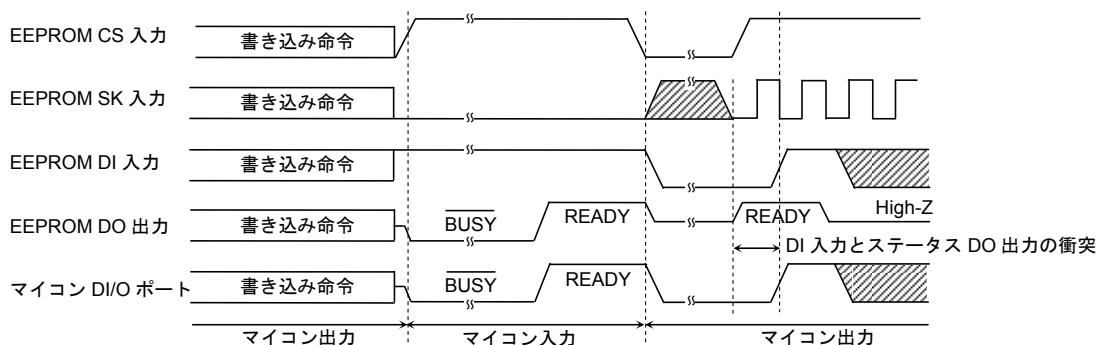 EEPROM CS 入力
書き込み命令
EEPROM SK 入力
書き込み命令
EEPROM DI 入力
書き込み命令
EEPROM DO 出力
書き込み命令
BUSY
READY
READY
High-Z
DI 入力とステータス DO 出力の衝突
マイコン DI/O ポート
書き込み命令
BUSY
READY
マイコン出力
マイコン入力
マイコン出力